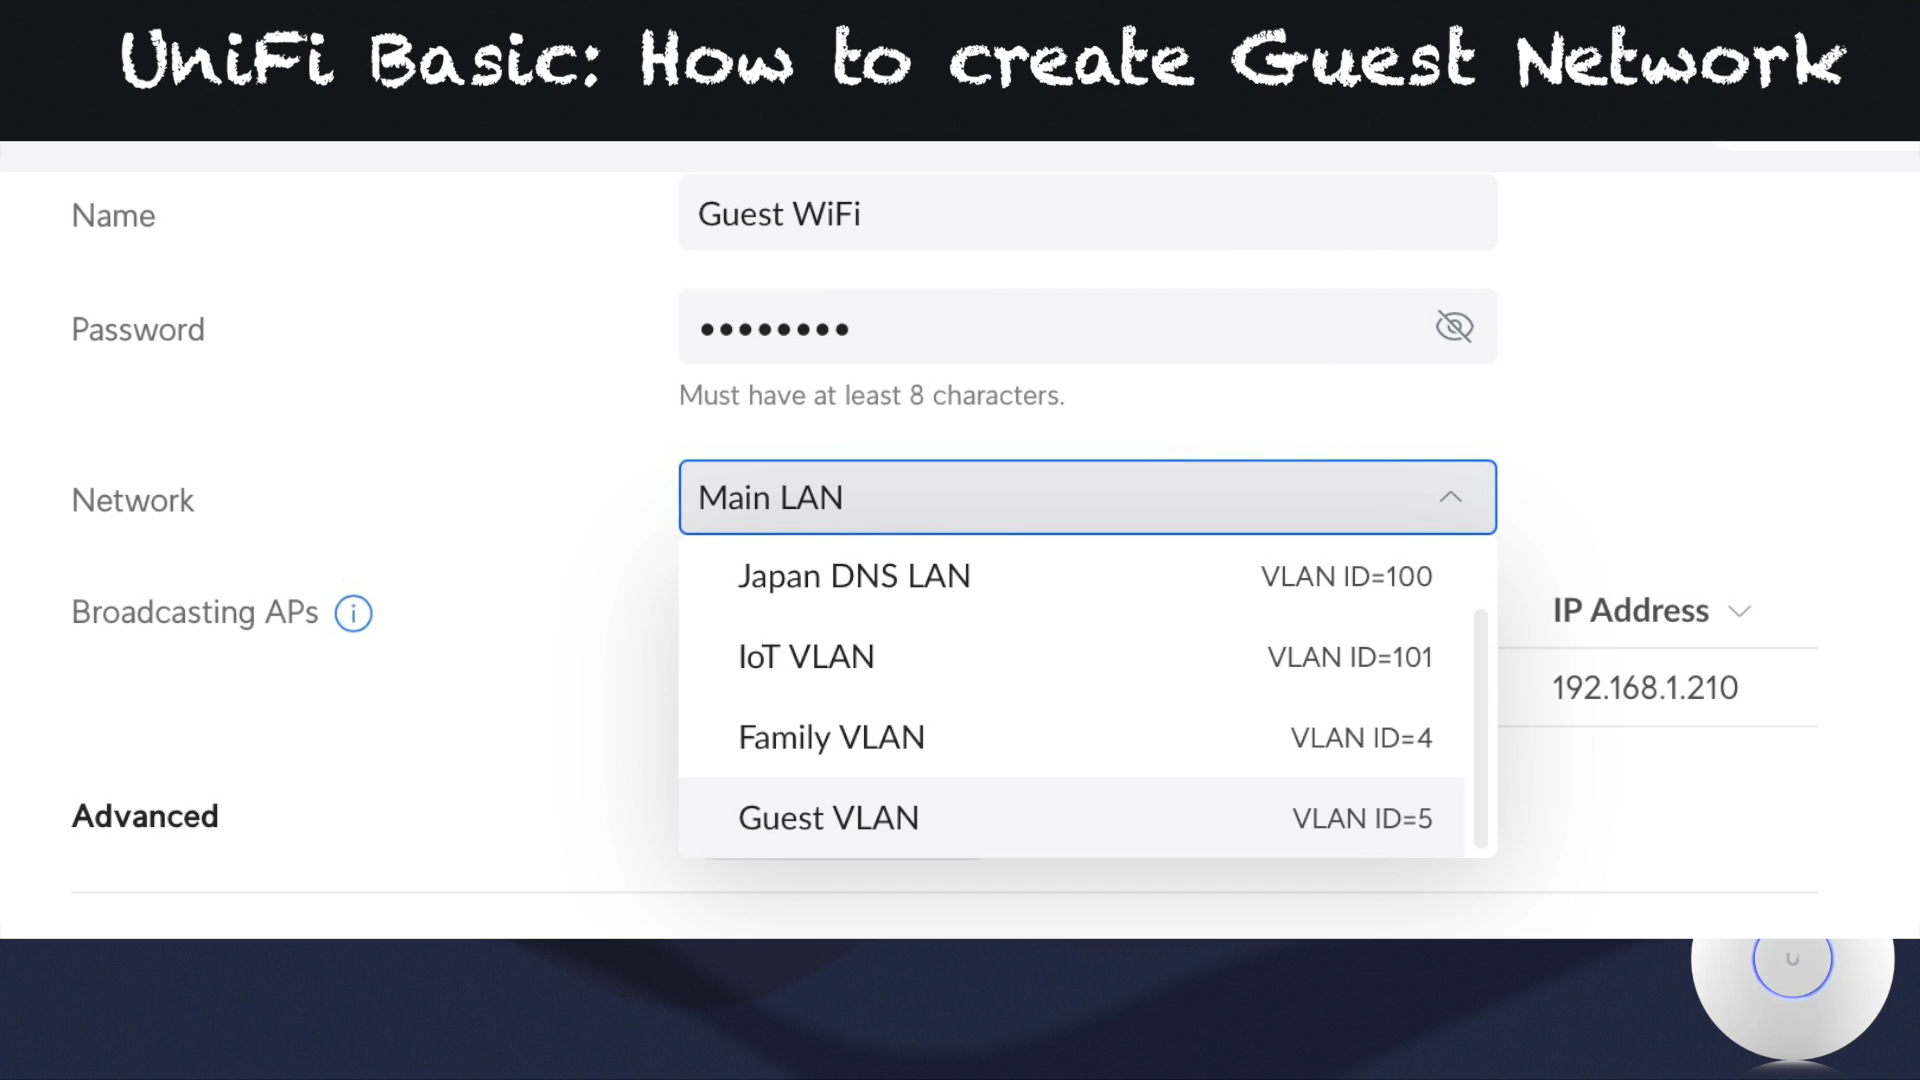 UniFi Basic: How to create Guest Network
Name
Guest WiFi
Password
••••••••
Must have at least 8 characters.
Network
Main LAN
Japan DNS LAN VLAN ID=100
Broadcasting APs i
IP Address
IoT VLAN VLAN ID=101
192.168.1.210
Family VLAN VLAN ID=4
Advanced
Guest VLAN VLAN ID=5
U